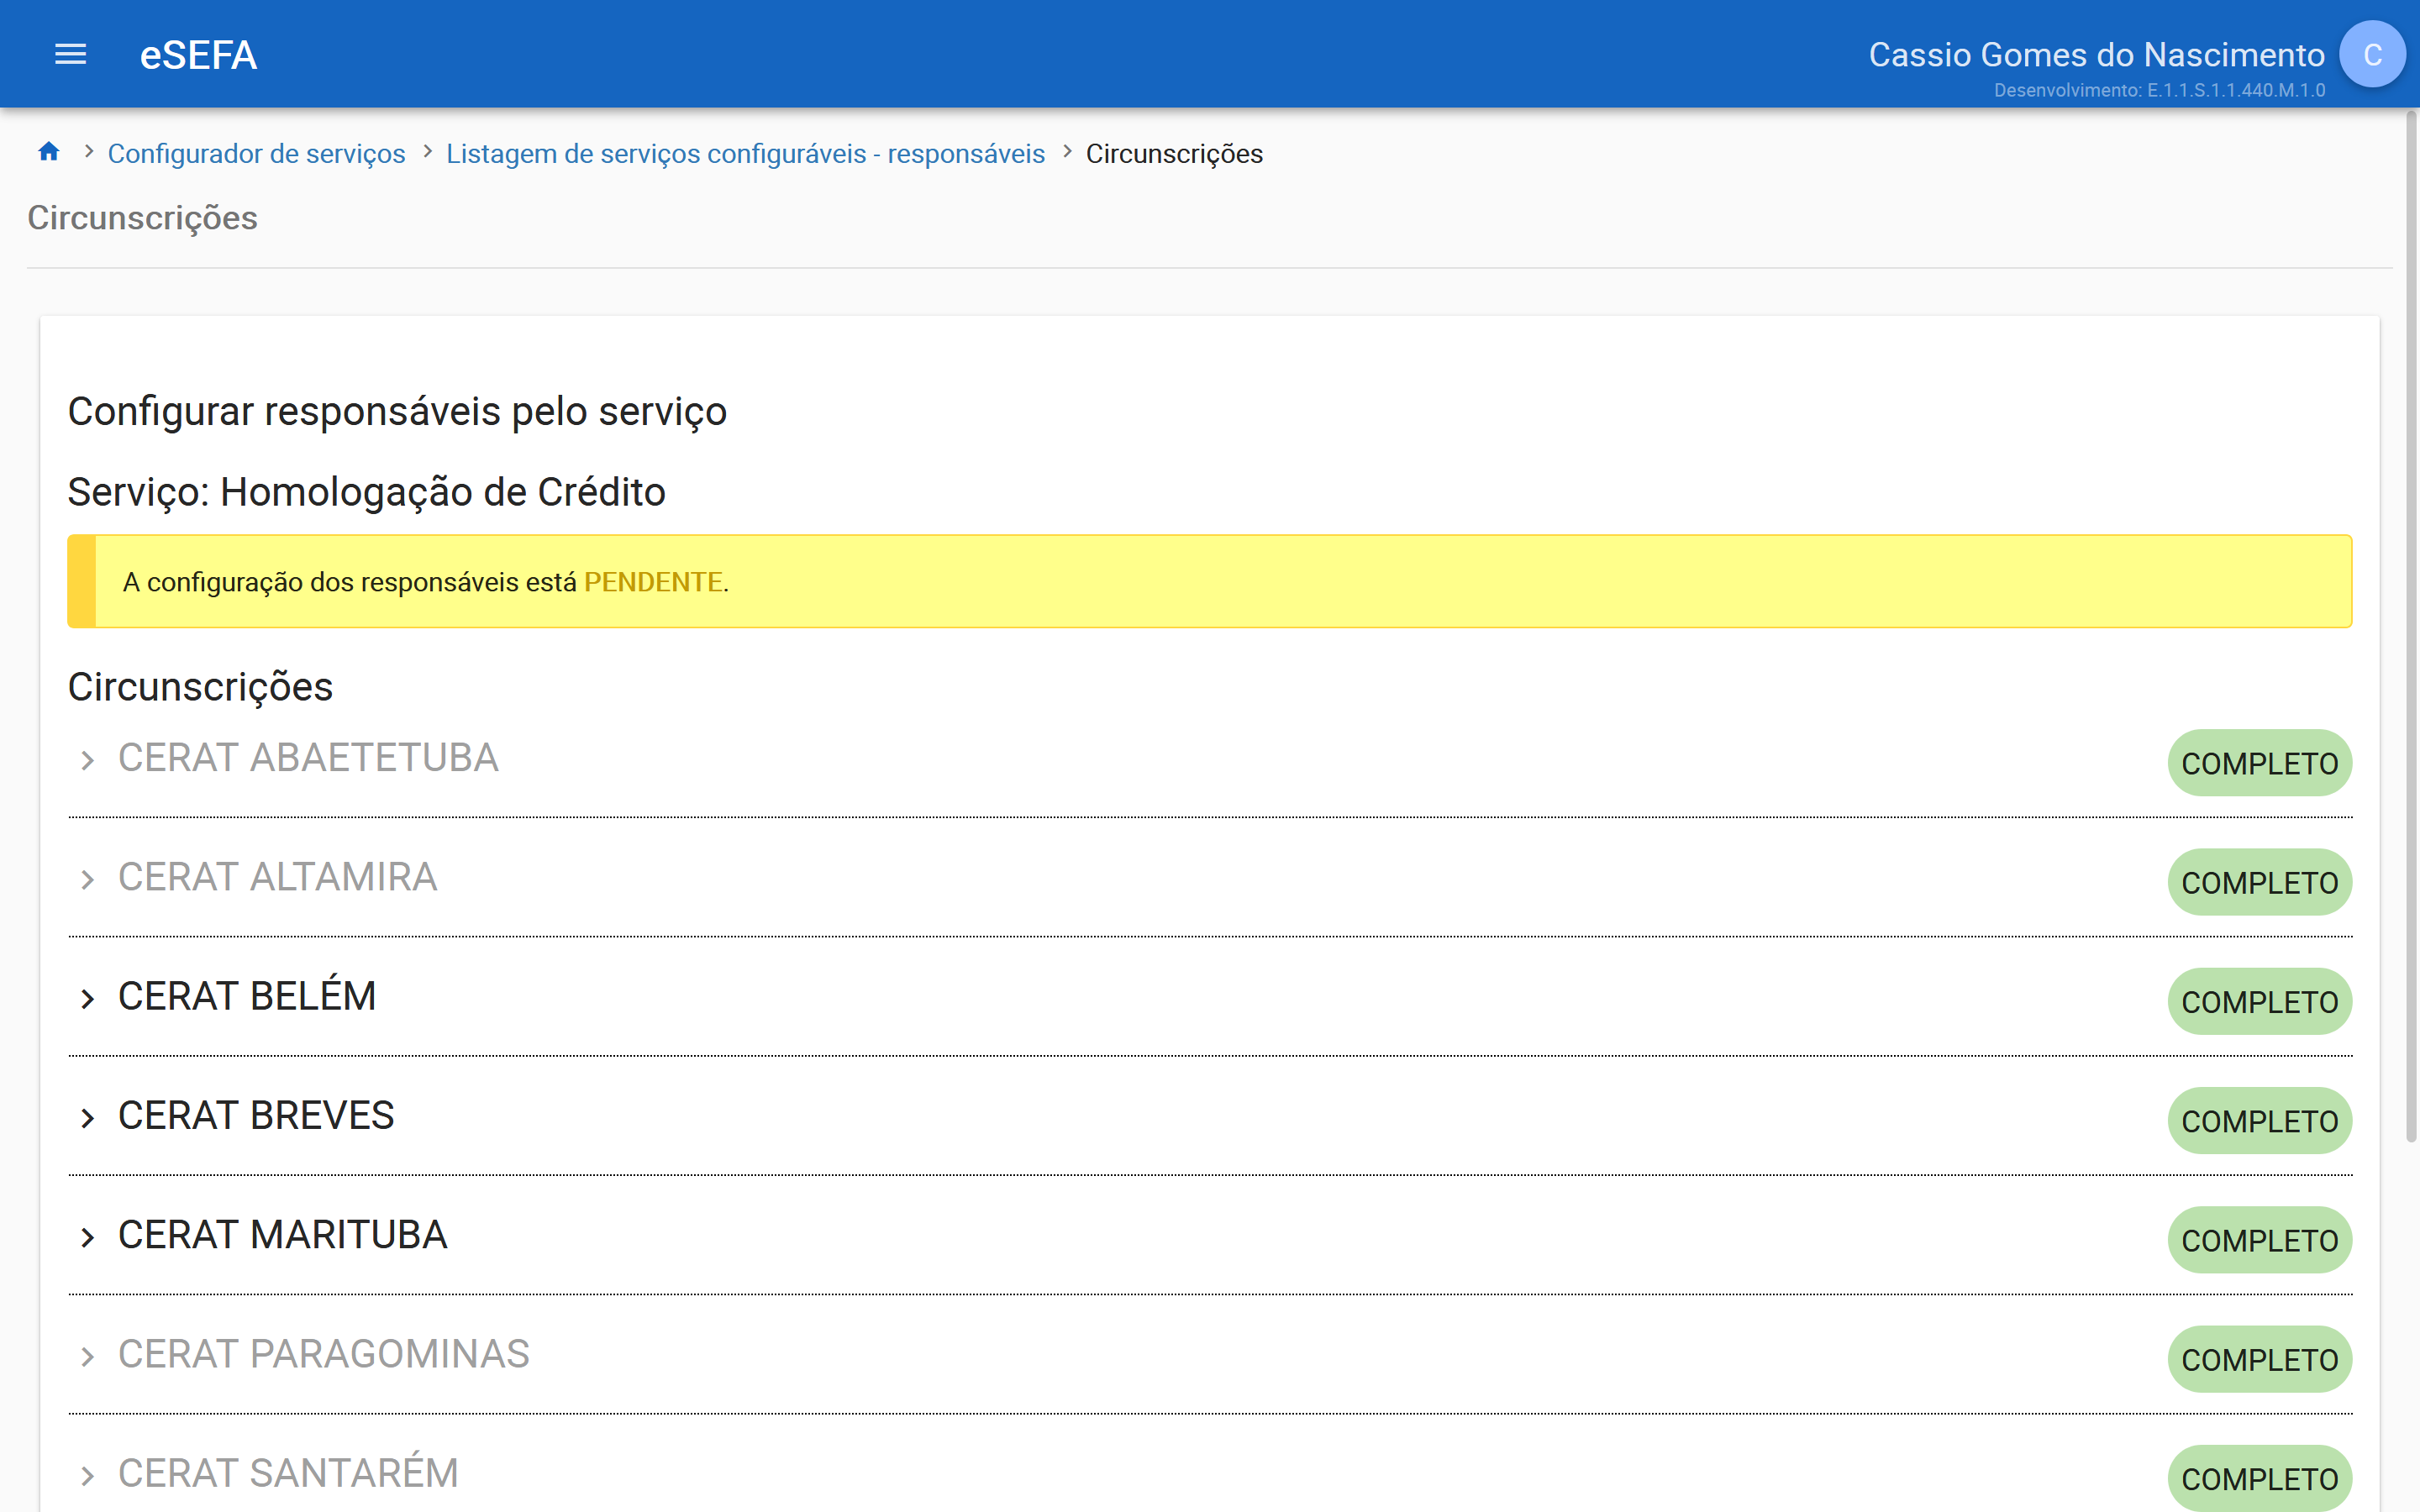 eSEFA
Cassio Gomes do Nascimento
C
Desenvolvimento: E.1.1.S.1.1.440.M.1.0
Configurador de serviços
Listagem de serviços configuráveis - responsáveis
Circunscrições
Circunscrições
Configurar responsáveis pelo serviço
Serviço: Homologação de Crédito
A configuração dos responsáveis está PENDENTE.
Circunscrições
CERAT ABAETETUBA COMPLETO
CERAT ALTAMIRA COMPLETO
CERAT BELÉM COMPLETO
CERAT BREVES COMPLETO
CERAT MARITUBA COMPLETO
CERAT PARAGOMINAS COMPLETO
CERAT SANTARÉM COMPLETO